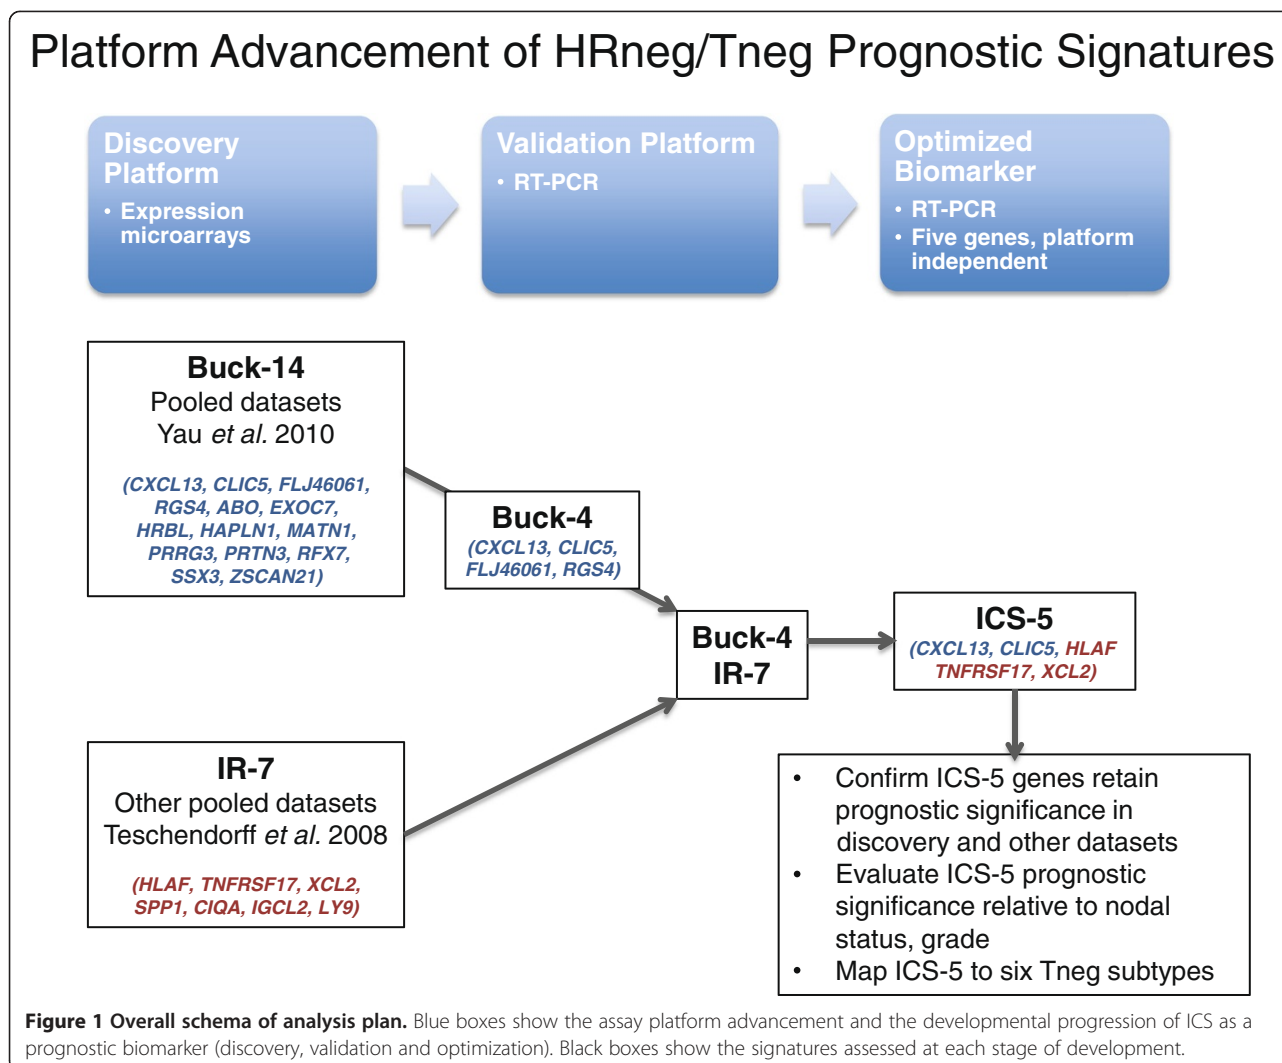 Platform Advancement of HRneg/Tneg Prognostic Signatures
Discovery
Platform
• Expression
microarrays
Validation Platform
• RT-PCR
Optimized
Biomarker
• RT-PCR
• Five genes, platform
independent
Buck-14
Pooled datasets
Yau et al. 2010
(CXCL13, CLIC5, FLJ46061,
RGS4, ABO, EXOC7,
HRBL, HAPLN1, MATN1,
PRRG3, PRTN3, RFX7,
SSX3, ZSCAN21)
Buck-4
(CXCL13, CLIC5,
FLJ46061, RGS4)
Buck-4
IR-7
ICS-5
(CXCL13, CLIC5, HLAF
TNFRSF17, XCL2)
IR-7
Other pooled datasets
Teschendorff et al. 2008
(HLAF, TNFRSF17, XCL2,
SPP1, CIQA, IGCL2, LY9)
• Confirm ICS-5 genes retain
prognostic significance in
discovery and other datasets
• Evaluate ICS-5 prognostic
significance relative to nodal
status, grade
• Map ICS-5 to six Tneg subtypes
Figure 1 Overall schema of analysis plan. Blue boxes show the assay platform advancement and the developmental progression of ICS as a
prognostic biomarker (discovery, validation and optimization). Black boxes show the signatures assessed at each stage of development.